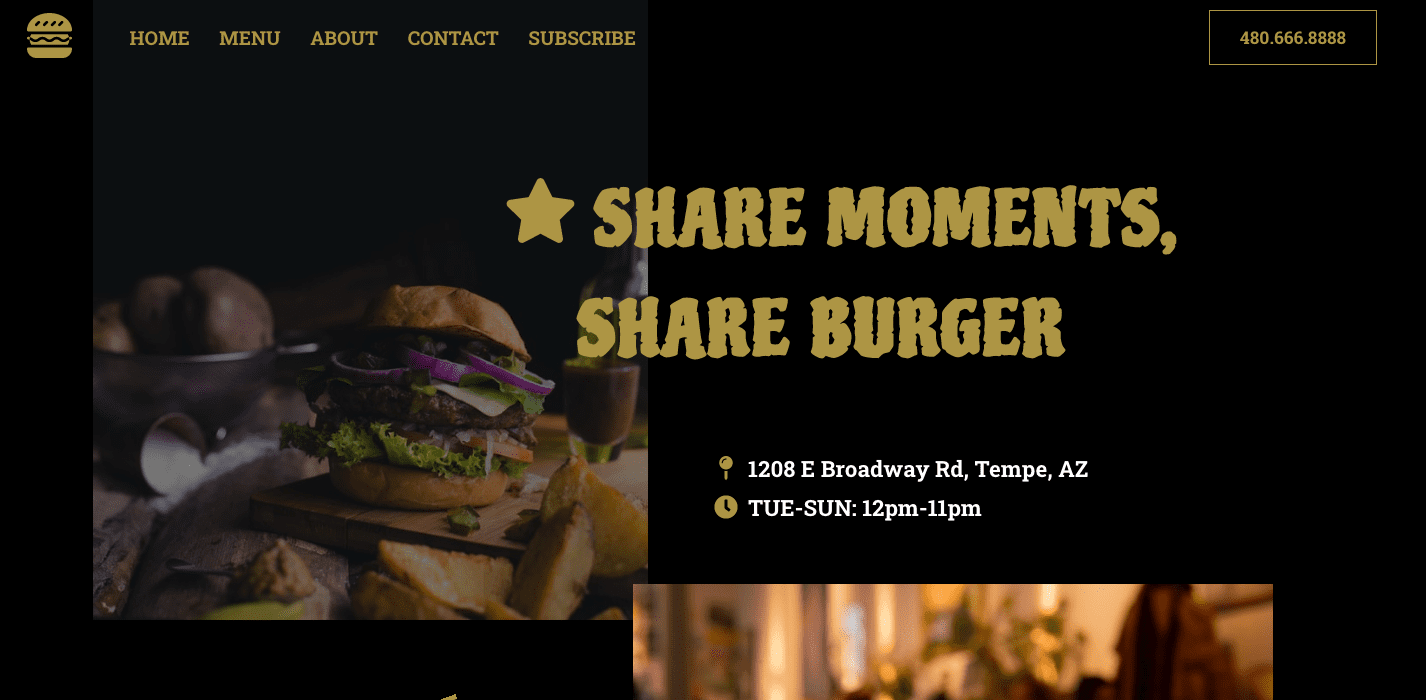 HOME MENU ABOUT CONTACT SUBSCRIBE
480.666.8888
SHARE MOMENTS,
SHARE BURGER
1208 E Broadway Rd, Tempe, AZ
TUE-SUN: 12pm-11pm